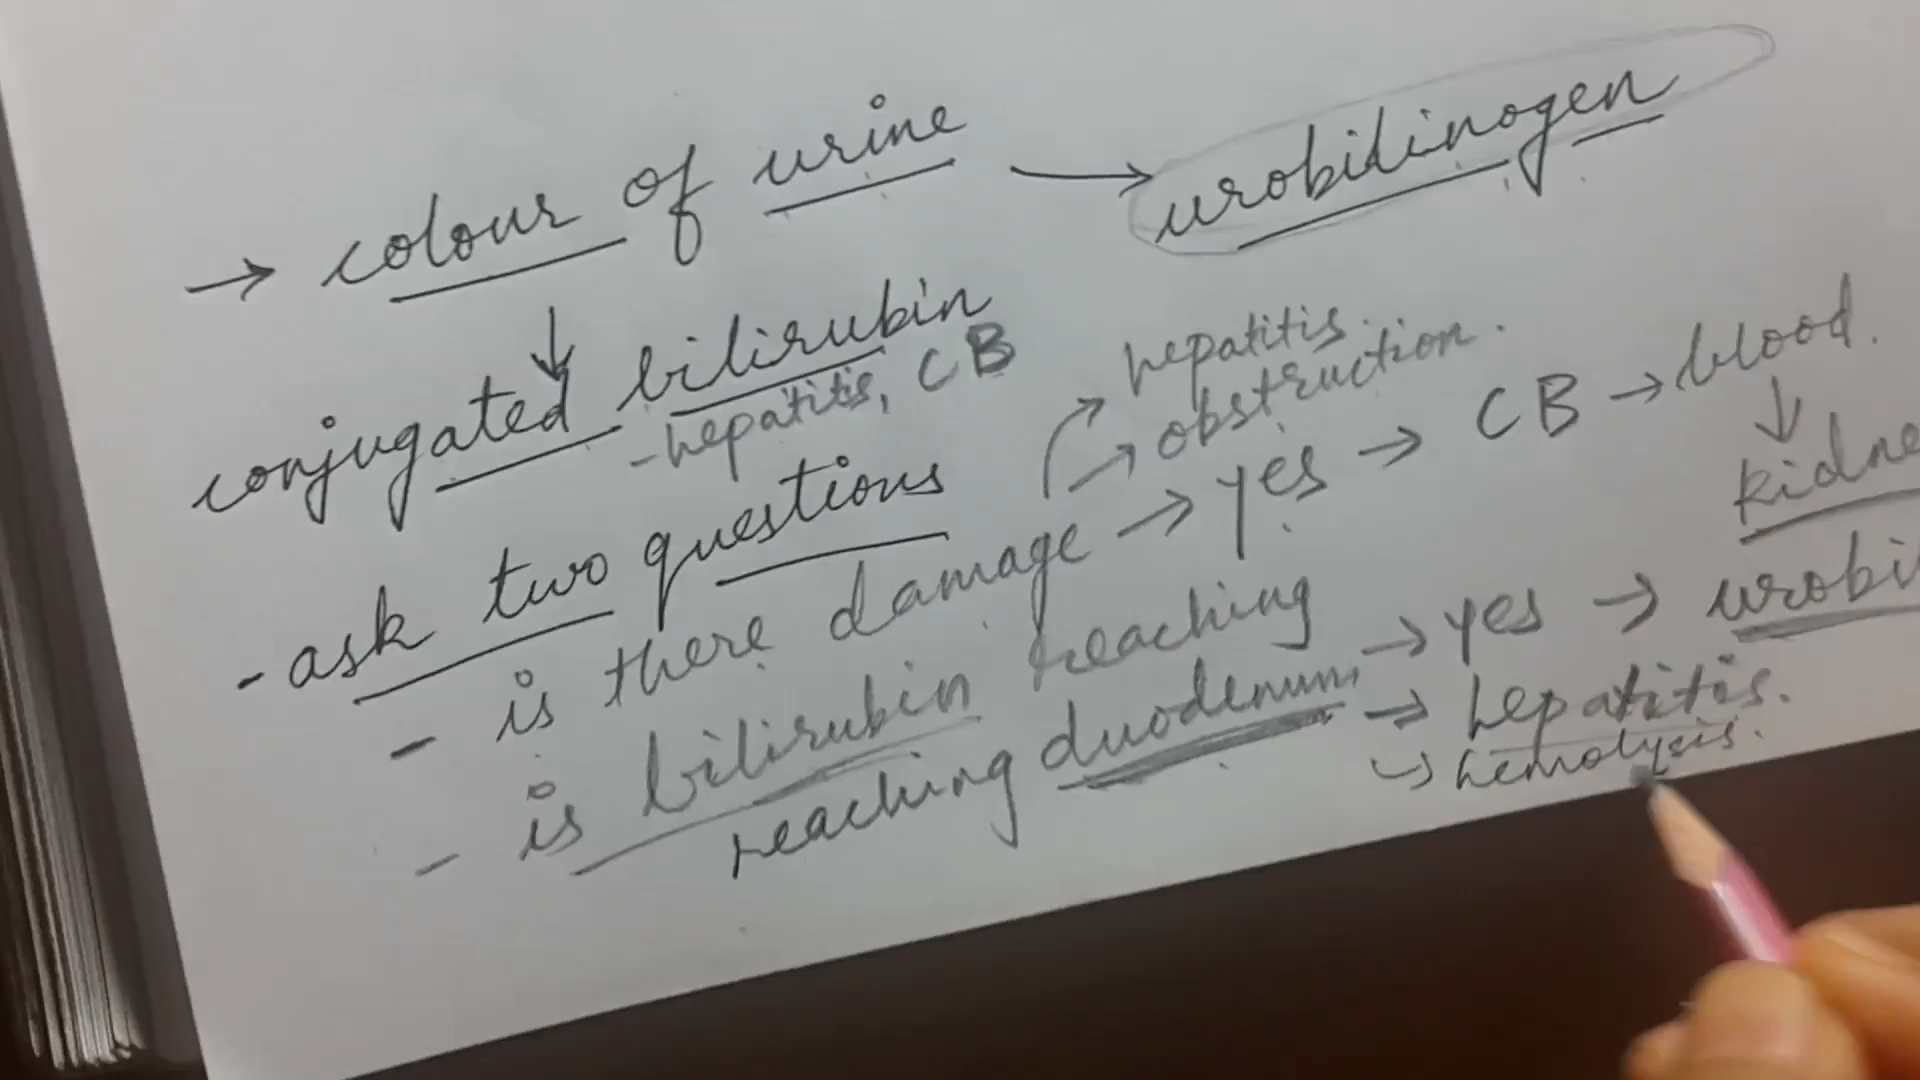 → colour of urine → urobilinogen
↓
conjugated bilirubin
-hepatitis, CB
- ask two questions
hepatitis.
obstruction.
- is there damage → yes → CB → blood.
↓
kidne
- is bilirubin reaching
reaching duodenum → yes → urobi
→ hepatitis.
↪ hemolysis.